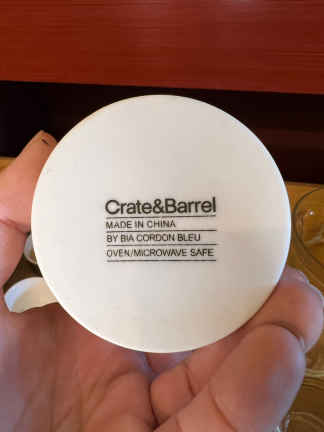 Crate&Barrel
MADE IN CHINA
BY BIA CORDON BLEU
OVEN/MICROWAVE SAFE